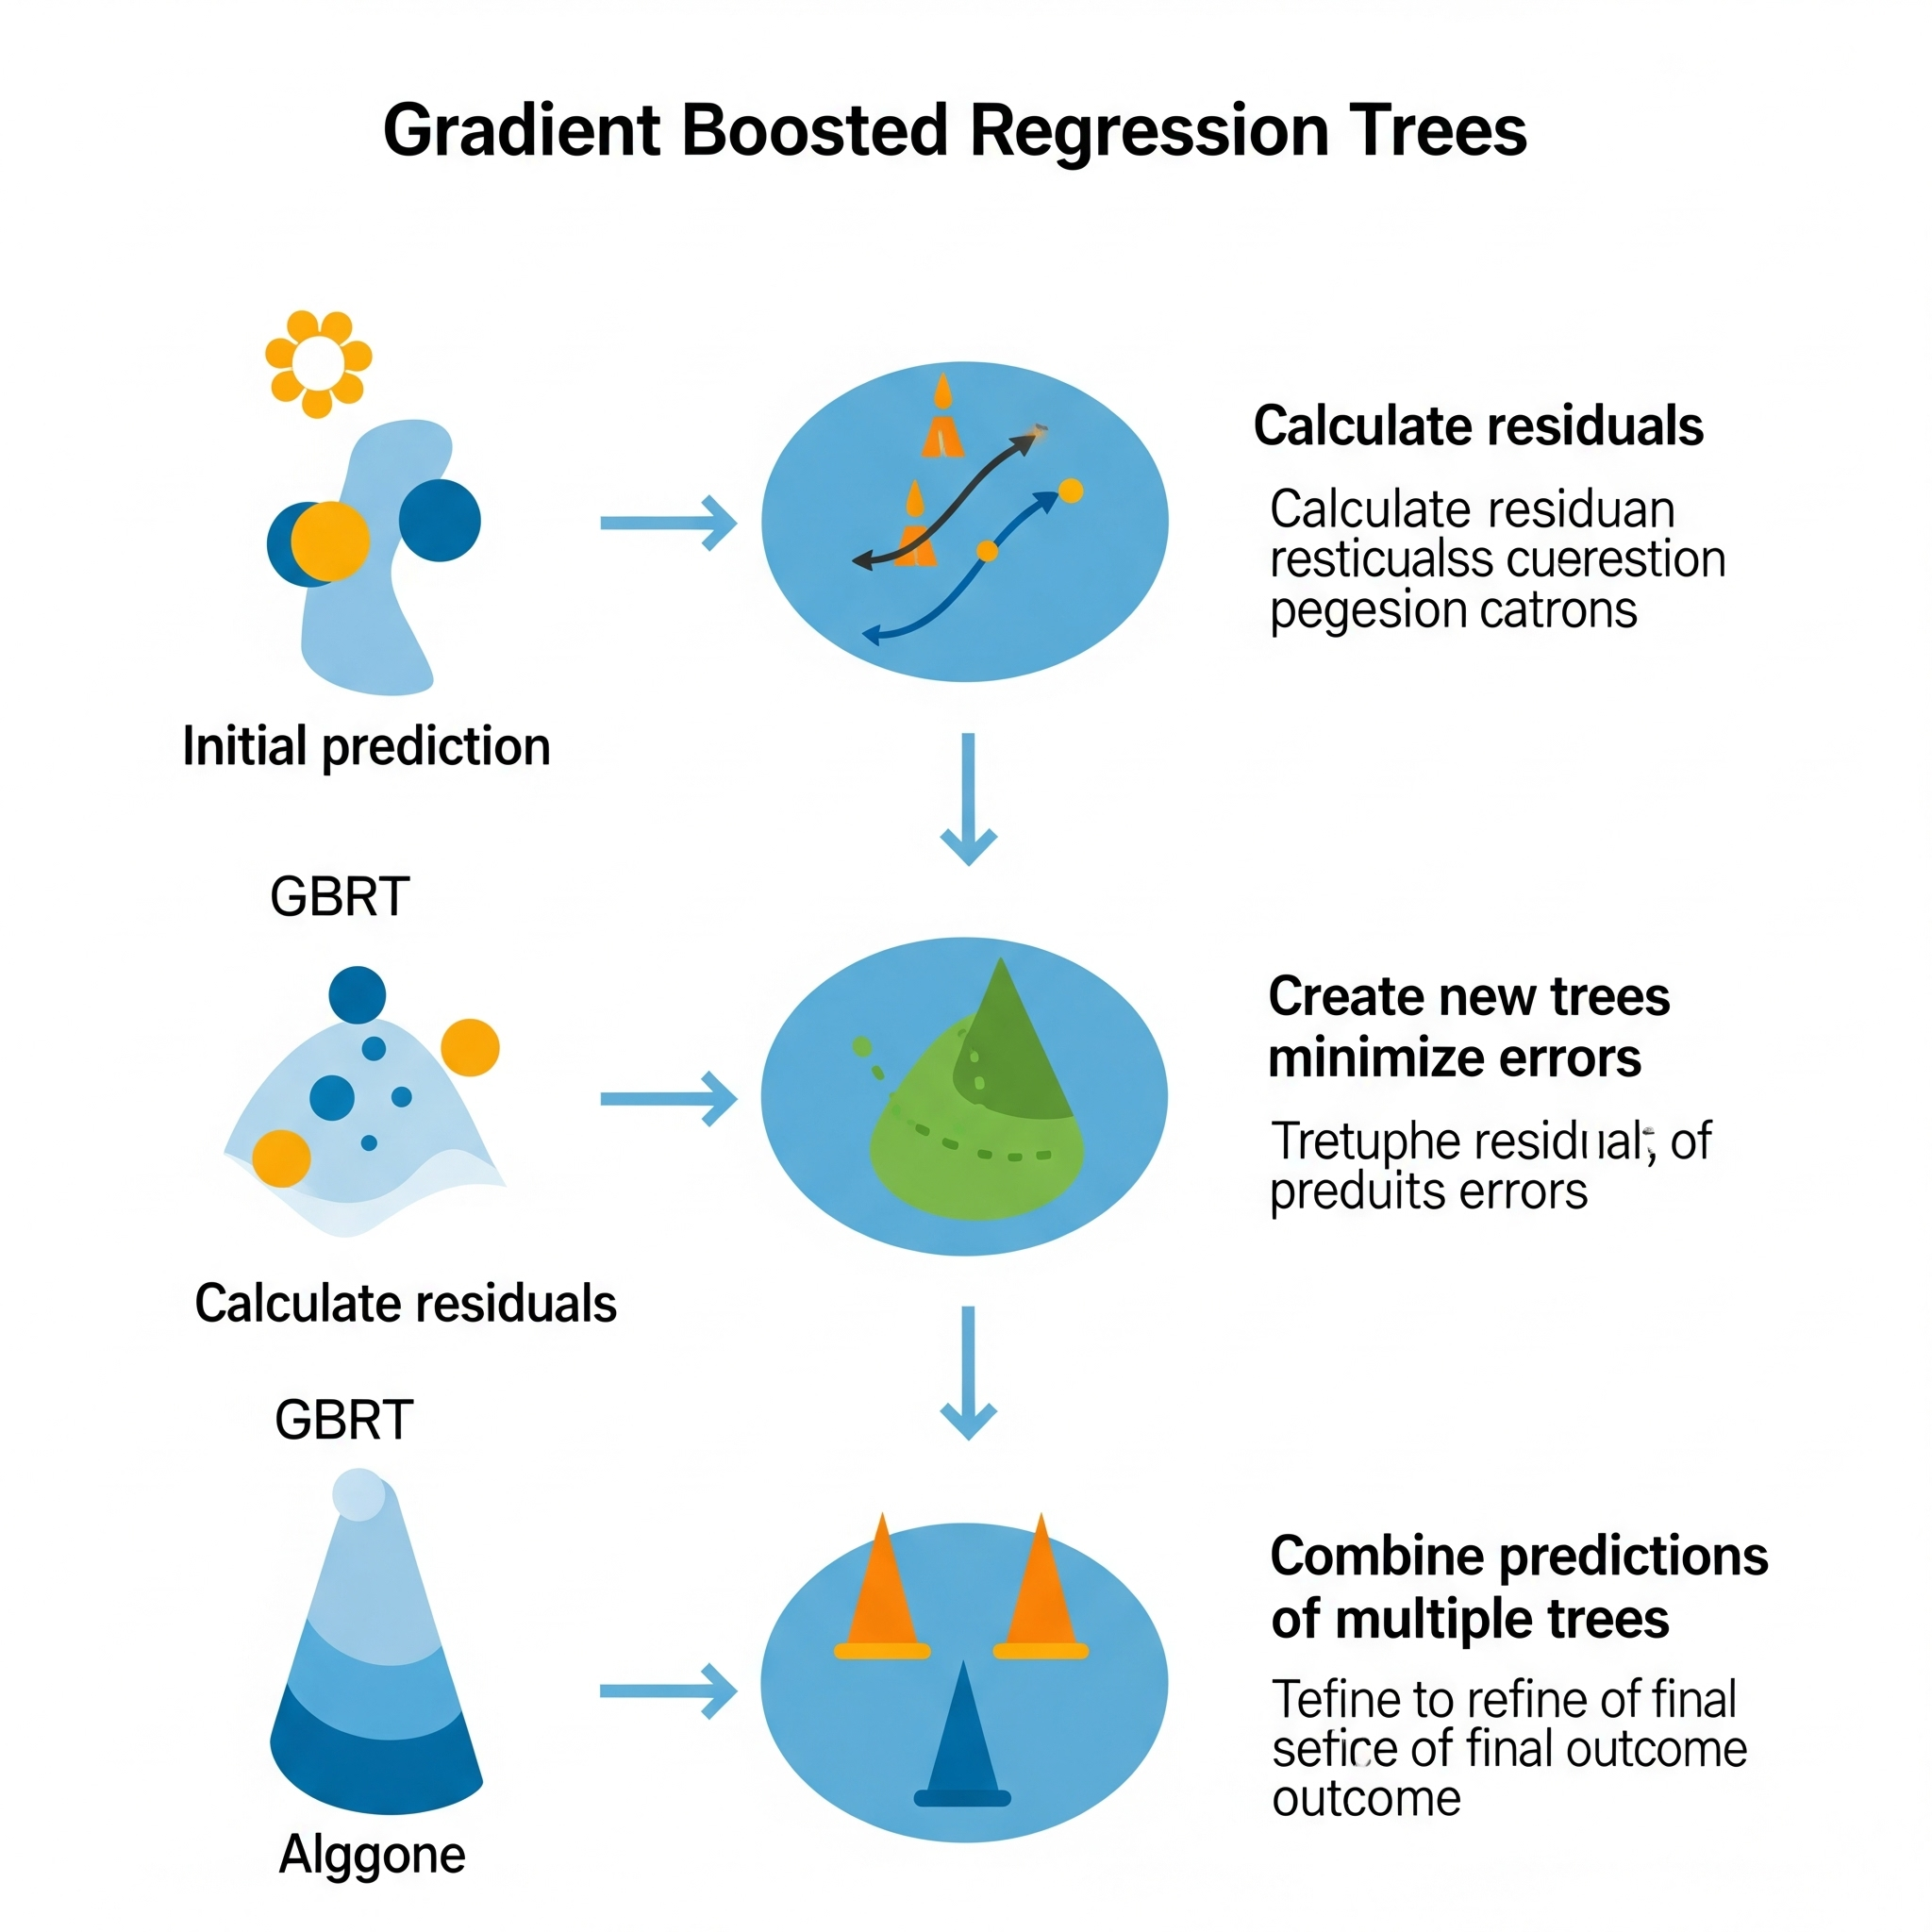 Gradient Boosted Regression Trees
Initial prediction
Calculate residuals
Calculate residuan
resticualss cuerestion
pegesion catrons
GBRT
Calculate residuals
Create new trees
minimize errors
Tretuphe residual; of
preduits errors
GBRT
Alggone
Combine predictions
of multiple trees
Tefine to refine of final
sefice of final outcome
outcome